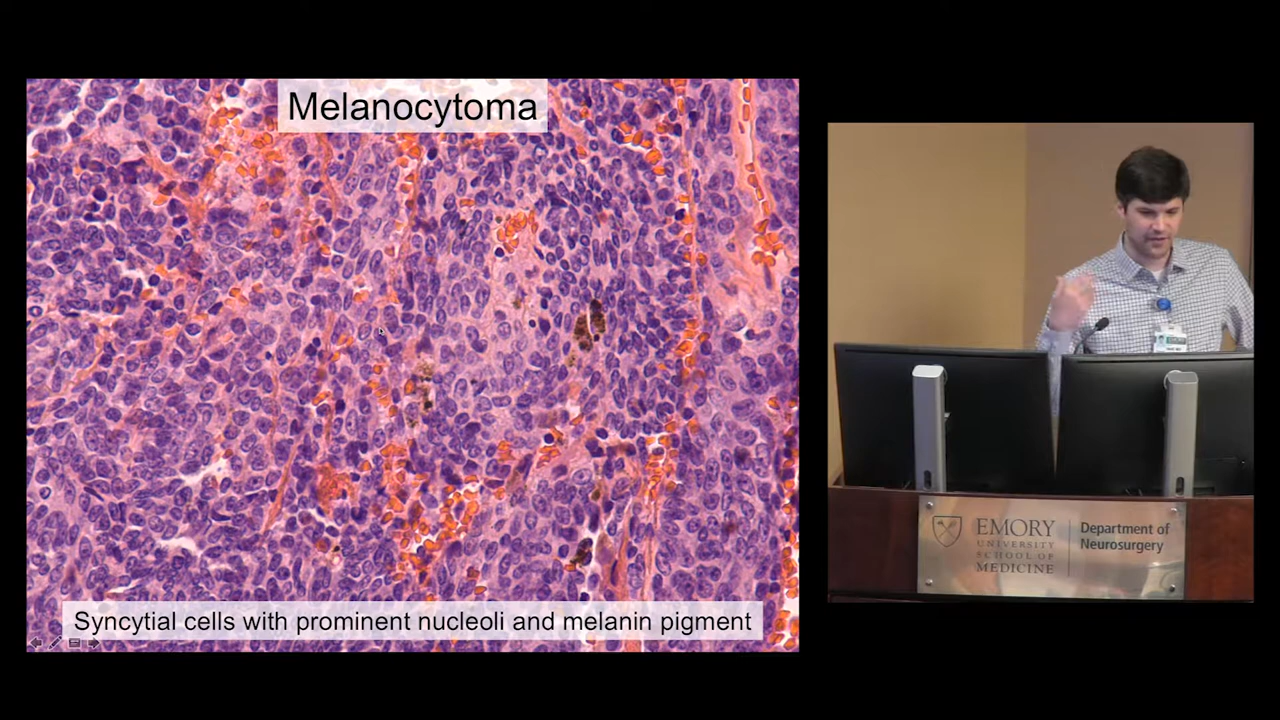 Melanocytoma
Syncytial cells with prominent nucleoli and melanin pigment
EMORY
UNIVERSITY
SCHOOL OF
MEDICINE
Department of
Neurosurgery